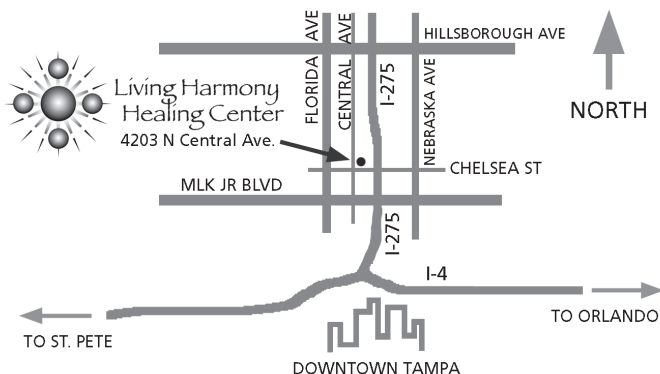 FLORIDA AVE
CENTRAL AVE
I-275
HILLSBOROUGH AVE
NEBRASKA AVE
NORTH
Living Harmony
Healing Center
4203 N Central Ave.
CHELSEA ST
MLK JR BLVD
I-275
I-4
TO ST. PETE
TO ORLANDO
DOWNTOWN TAMPA